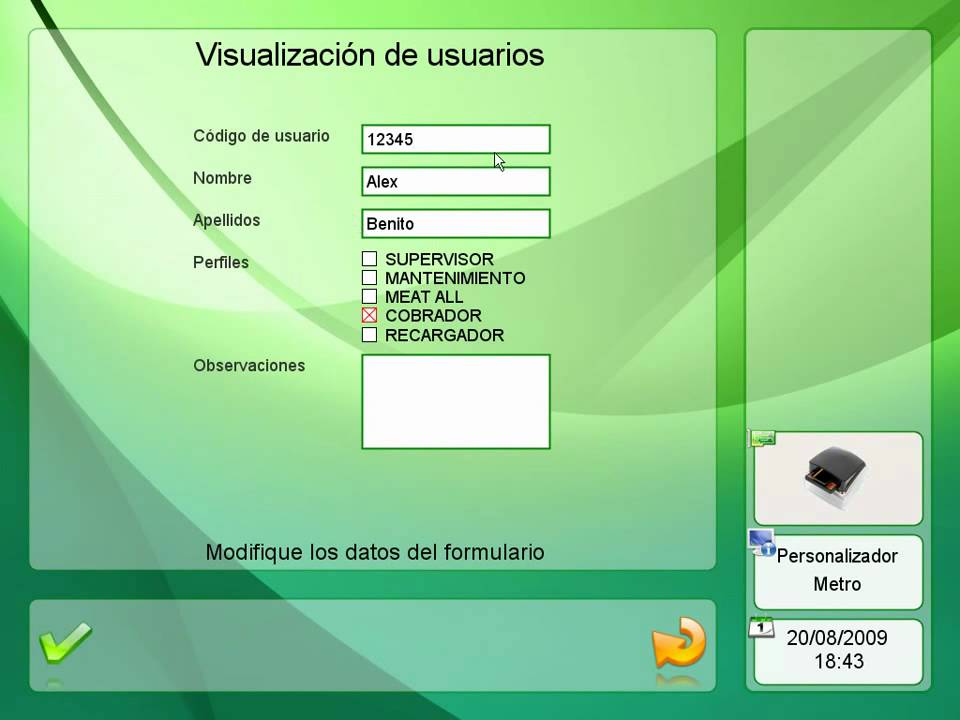 Visualización de usuarios
Código de usuario 12345
Nombre Alex
Apellidos Benito
Perfiles SUPERVISOR
MANTENIMIENTO
MEAT ALL
COBRADOR
RECARGADOR
Observaciones
Modifique los datos del formulario
Personalizador
Metro
1
20/08/2009
18:43